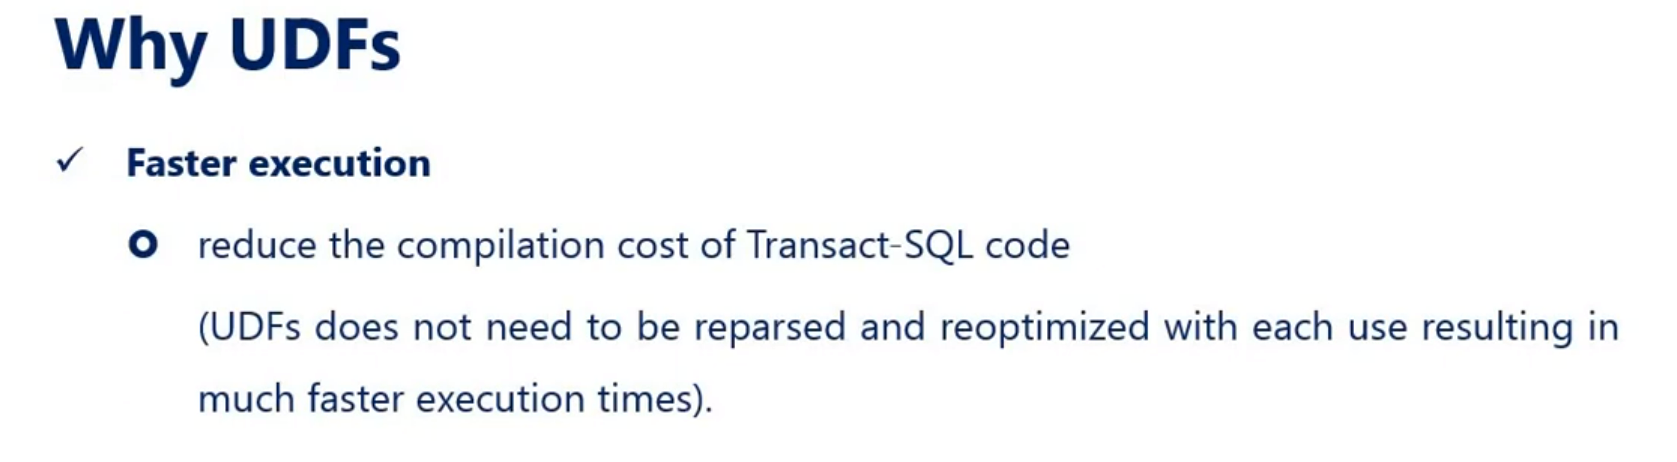 Why UDFs
✓ Faster execution
reduce the compilation cost of Transact-SQL code
(UDFs does not need to be reparsed and reoptimized with each use resulting in
much faster execution times).